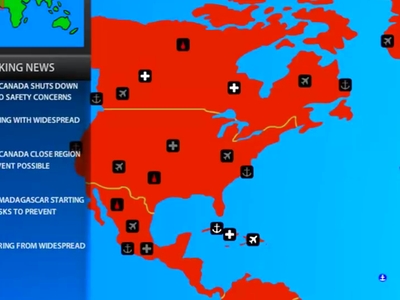 KING NEWS
CANADA SHUTS DOWN
O SAFETY CONCERNS
NG WITH WIDESPREAD
CANADA CLOSE REGION
VENT POSSIBLE
MADAGASCAR STARTING
SKS TO PREVENT
RING FROM WIDESPREAD